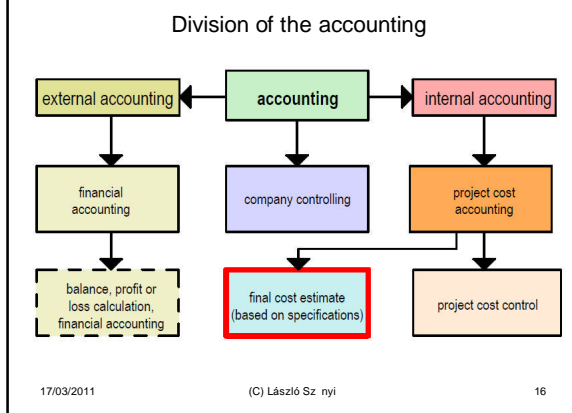 Division of the accounting
external accounting
accounting
internal accounting
financial
accounting
company controlling
project cost
accounting
balance, profit or
loss calculation,
financial accounting
final cost estimate
(based on specifications)
project cost control
17/03/2011
(C) László Sz nyi
16